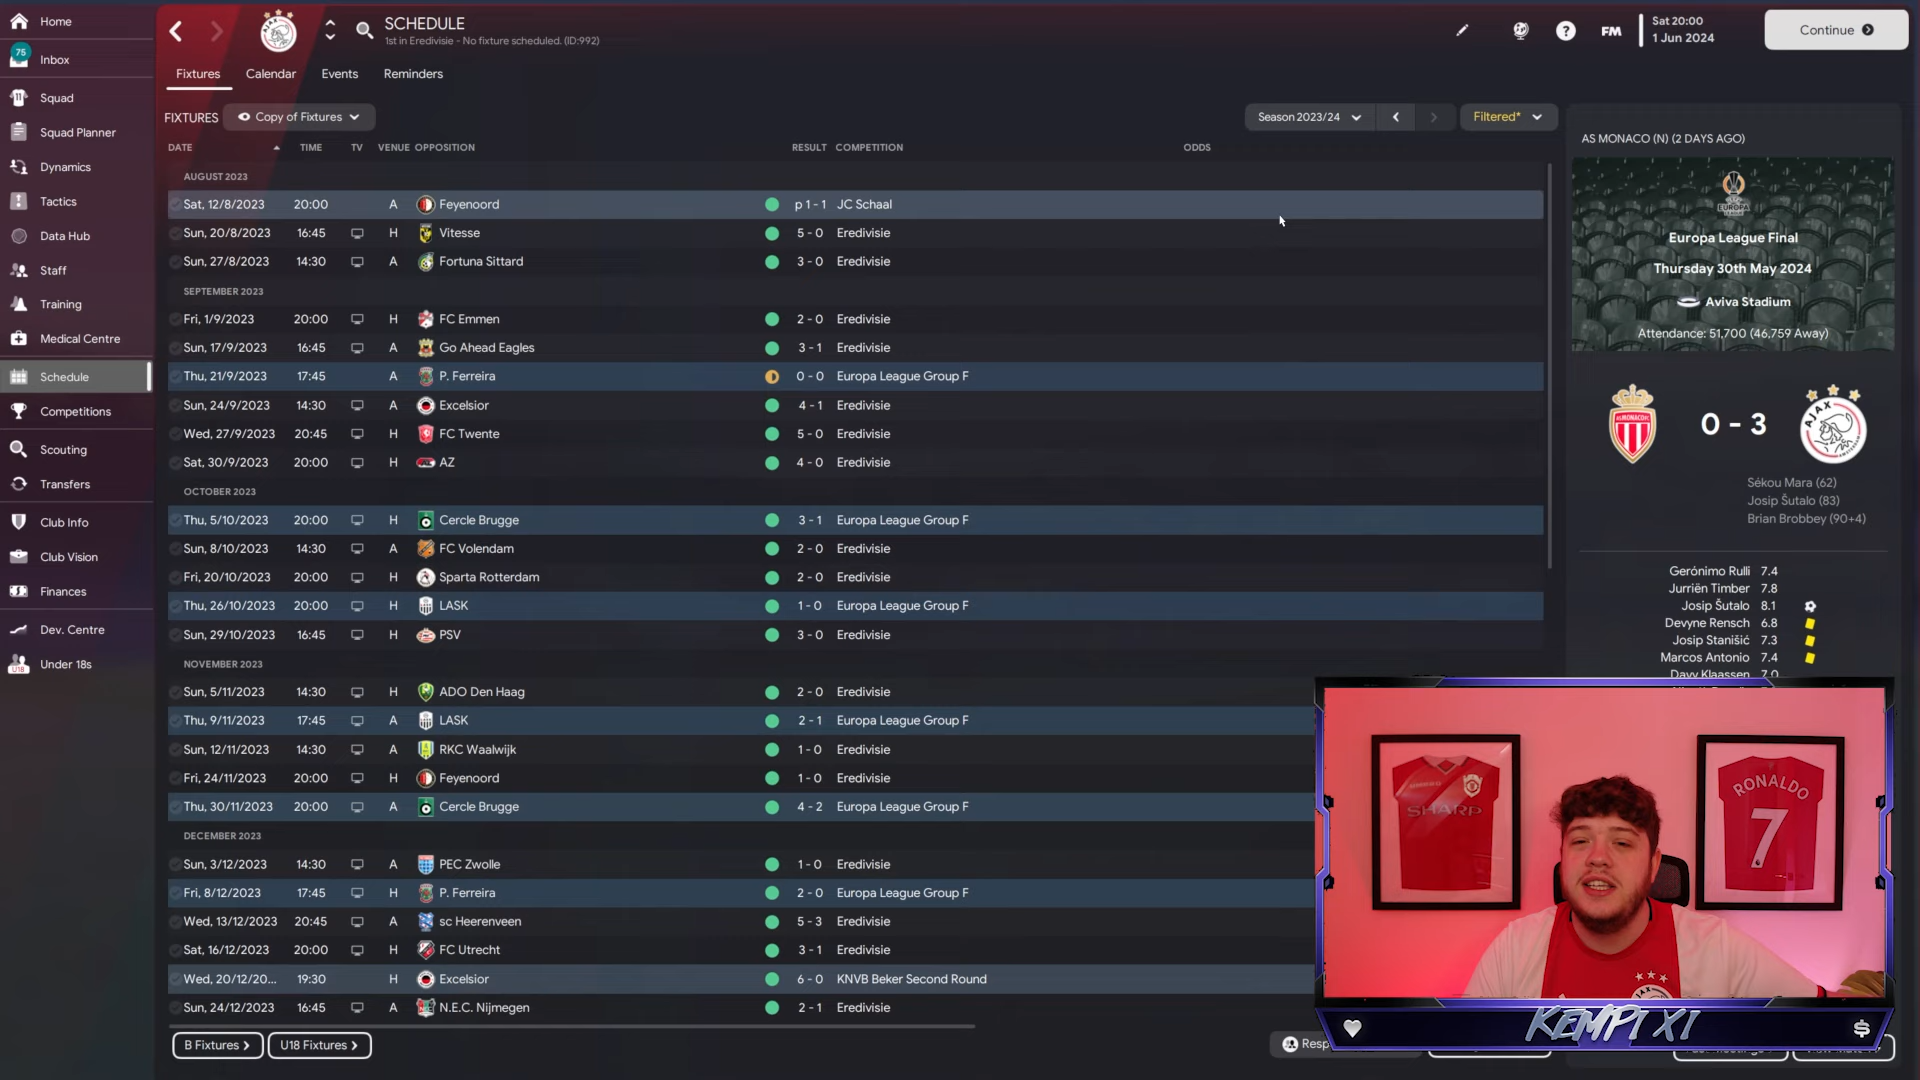 Home
75
Inbox
Squad
Squad Planner
Dynamics
Tactics
Data Hub
Staff
Training
Medical Centre
Schedule
Competitions
Scouting
Transfers
Club Info
Club Vision
Finances
Dev. Centre
U18
Under 18s
SCHEDULE
1st in Eredivisie - No fixture scheduled. (ID:992)
FM
Sat 20:00
1 Jun 2024
Continue
Fixtures Calendar Events Reminders
FIXTURES Copy of Fixtures Season 2023/24 Filtered*
DATE TIME TV VENUE OPPOSITION RESULT COMPETITION ODDS
AUGUST 2023
Sat, 12/8/2023 20:00 A Feyenoord p 1 - 1 JC Schaal
Sun, 20/8/2023 16:45 H Vitesse 5 - 0 Eredivisie
Sun, 27/8/2023 14:30 A Fortuna Sittard 3 - 0 Eredivisie
SEPTEMBER 2023
Fri, 1/9/2023 20:00 H FC Emmen 2 - 0 Eredivisie
Sun, 17/9/2023 16:45 A Go Ahead Eagles 3 - 1 Eredivisie
Thu, 21/9/2023 17:45 A P. Ferreira 0 - 0 Europa League Group F
Sun, 24/9/2023 14:30 A Excelsior 4 - 1 Eredivisie
Wed, 27/9/2023 20:45 H FC Twente 5 - 0 Eredivisie
Sat, 30/9/2023 20:00 H AZ 4 - 0 Eredivisie
OCTOBER 2023
Thu, 5/10/2023 20:00 H Cercle Brugge 3 - 1 Europa League Group F
Sun, 8/10/2023 14:30 A FC Volendam 2 - 0 Eredivisie
Fri, 20/10/2023 20:00 H Sparta Rotterdam 2 - 0 Eredivisie
Thu, 26/10/2023 20:00 H LASK 1 - 0 Europa League Group F
Sun, 29/10/2023 16:45 H PSV 3 - 0 Eredivisie
NOVEMBER 2023
Sun, 5/11/2023 14:30 H ADO Den Haag 2 - 0 Eredivisie
Thu, 9/11/2023 17:45 A LASK 2 - 1 Europa League Group F
Sun, 12/11/2023 14:30 A RKC Waalwijk 1 - 0 Eredivisie
Fri, 24/11/2023 20:00 H Feyenoord 1 - 0 Eredivisie
Thu, 30/11/2023 20:00 A Cercle Brugge 4 - 2 Europa League Group F
DECEMBER 2023
Sun, 3/12/2023 14:30 A PEC Zwolle 1 - 0 Eredivisie
Fri, 8/12/2023 17:45 H P. Ferreira 2 - 0 Europa League Group F
Wed, 13/12/2023 20:45 A sc Heerenveen 5 - 3 Eredivisie
Sat, 16/12/2023 20:00 H FC Utrecht 3 - 1 Eredivisie
Wed, 20/12/20... 19:30 H Excelsior 6 - 0 KNVB Beker Second Round
Sun, 24/12/2023 16:45 A N.E.C. Nijmegen 2 - 1 Eredivisie
B Fixtures U18 Fixtures Resp
AS MONACO (N) (2 DAYS AGO)
EUROPA
LEAGUE
Europa League Final
Thursday 30th May 2024
Aviva Stadium
Attendance: 51,700 (46,759 Away)
0 - 3
AJAX
Sékou Mara (62)
Josip Šutalo (83)
Brian Brobbey (90+4)
Gerónimo Rulli 7.4
Jurriën Timber 7.8
Josip Šutalo 8.1
Devyne Rensch 6.8
Josip Stanišić 7.3
Marcos Antonio 7.4
Davy Klaassen 7.0
SHARP
RONALDO
7
KEMPI XI